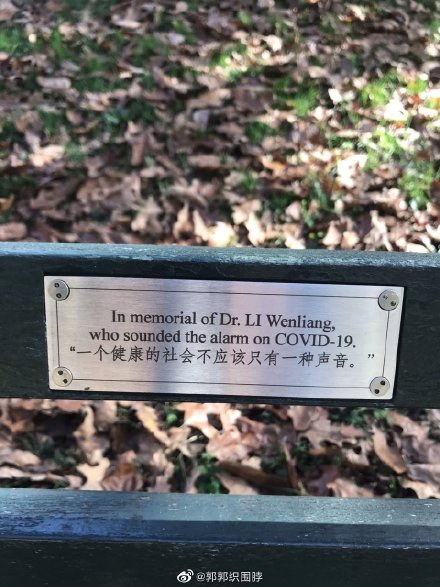 In memorial of Dr. LI Wenliang,
who sounded the alarm on COVID-19.
“一个健康的社会不应该只有一种声音。”
@郭郭织围脖